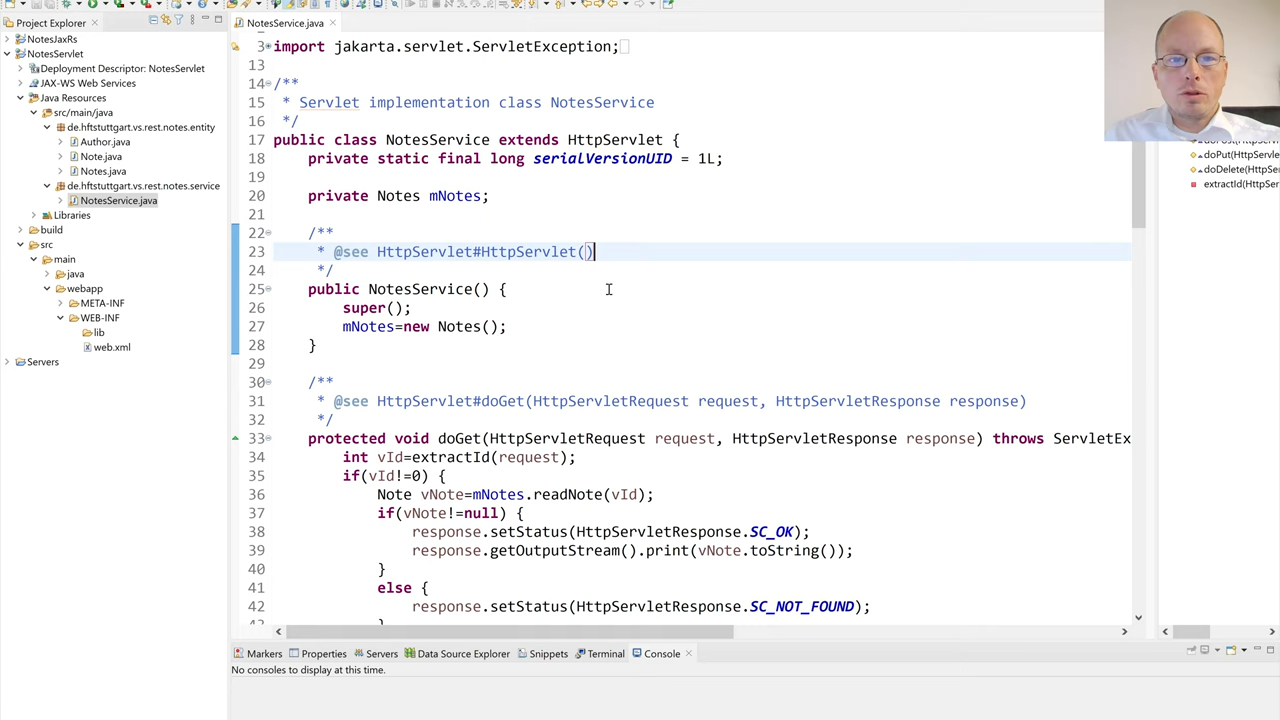 Project Explorer
NotesJaxRs
NotesServlet
Deployment Descriptor: NotesServlet
JAX-WS Web Services
Java Resources
src/main/java
de.hftstuttgart.vs.rest.notes.entity
Author.java
Note.java
Notes.java
de.hftstuttgart.vs.rest.notes.service
NotesService.java
Libraries
build
src
main
java
webapp
META-INF
WEB-INF
lib
web.xml
Servers
NotesService.java
3 import jakarta.servlet.ServletException;
13
14 /**
15  * Servlet implementation class NotesService
16  */
17 public class NotesService extends HttpServlet {
18     private static final long serialVersionUID = 1L;
19
20     private Notes mNotes;
21
22     /**
23      * @see HttpServlet#HttpServlet()
24      */
25     public NotesService() {
26         super();
27         mNotes=new Notes();
28     }
29
30     /**
31      * @see HttpServlet#doGet(HttpServletRequest request, HttpServletResponse response)
32      */
33     protected void doGet(HttpServletRequest request, HttpServletResponse response) throws ServletEx
34         int vId=extractId(request);
35         if(vId!=0) {
36             Note vNote=mNotes.readNote(vId);
37             if(vNote!=null) {
38                 response.setStatus(HttpServletResponse.SC_OK);
39                 response.getOutputStream().print(vNote.toString());
40             }
41             else {
42                 response.setStatus(HttpServletResponse.SC_NOT_FOUND);
doPut(HttpServl
doDelete(HttpSe
extractId(HttpSe
Markers Properties Servers Data Source Explorer Snippets Terminal Console
No consoles to display at this time.